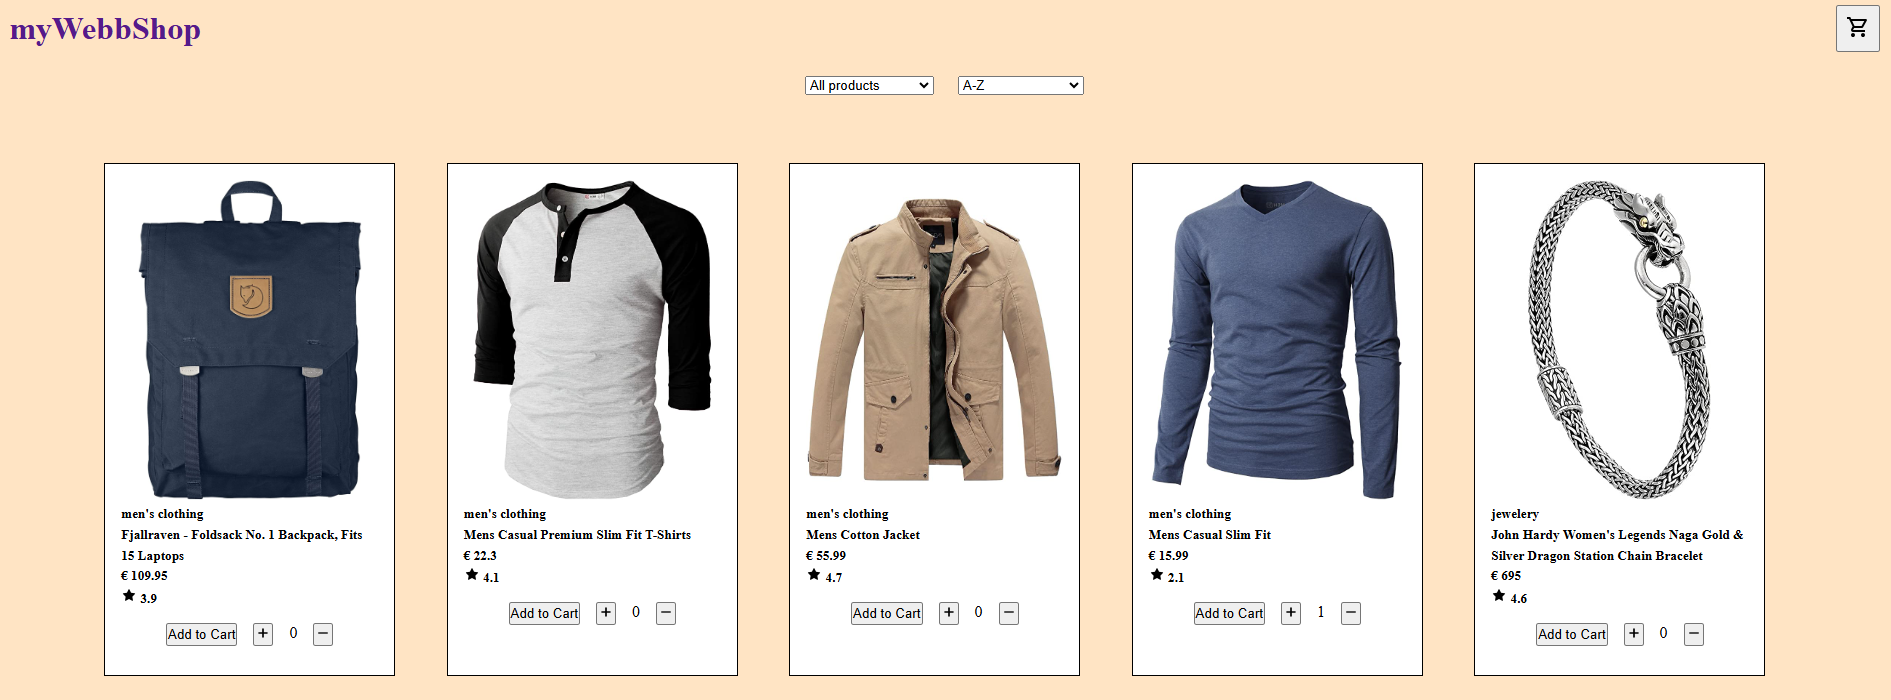 myWebbShop
All products A-Z
men's clothing
Fjallraven - Foldsack No. 1 Backpack, Fits
15 Laptops
€ 109.95
3.9
Add to Cart + 0 −
men's clothing
Mens Casual Premium Slim Fit T-Shirts
€ 22.3
4.1
Add to Cart + 0 −
men's clothing
Mens Cotton Jacket
€ 55.99
4.7
Add to Cart + 0 −
men's clothing
Mens Casual Slim Fit
€ 15.99
2.1
Add to Cart + 1 −
jewelery
John Hardy Women's Legends Naga Gold &
Silver Dragon Station Chain Bracelet
€ 695
4.6
Add to Cart + 0 −